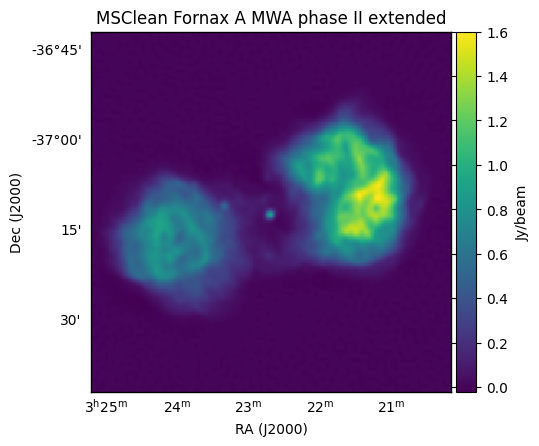 MSClean Fornax A MWA phase II extended
-36°45'
-37°00'
15'
30'
Dec (J2000)
3ʰ25ᵐ 24ᵐ 23ᵐ 22ᵐ 21ᵐ
RA (J2000)
1.6
1.4
1.2
1.0
0.8
0.6
0.4
0.2
0.0
Jy/beam